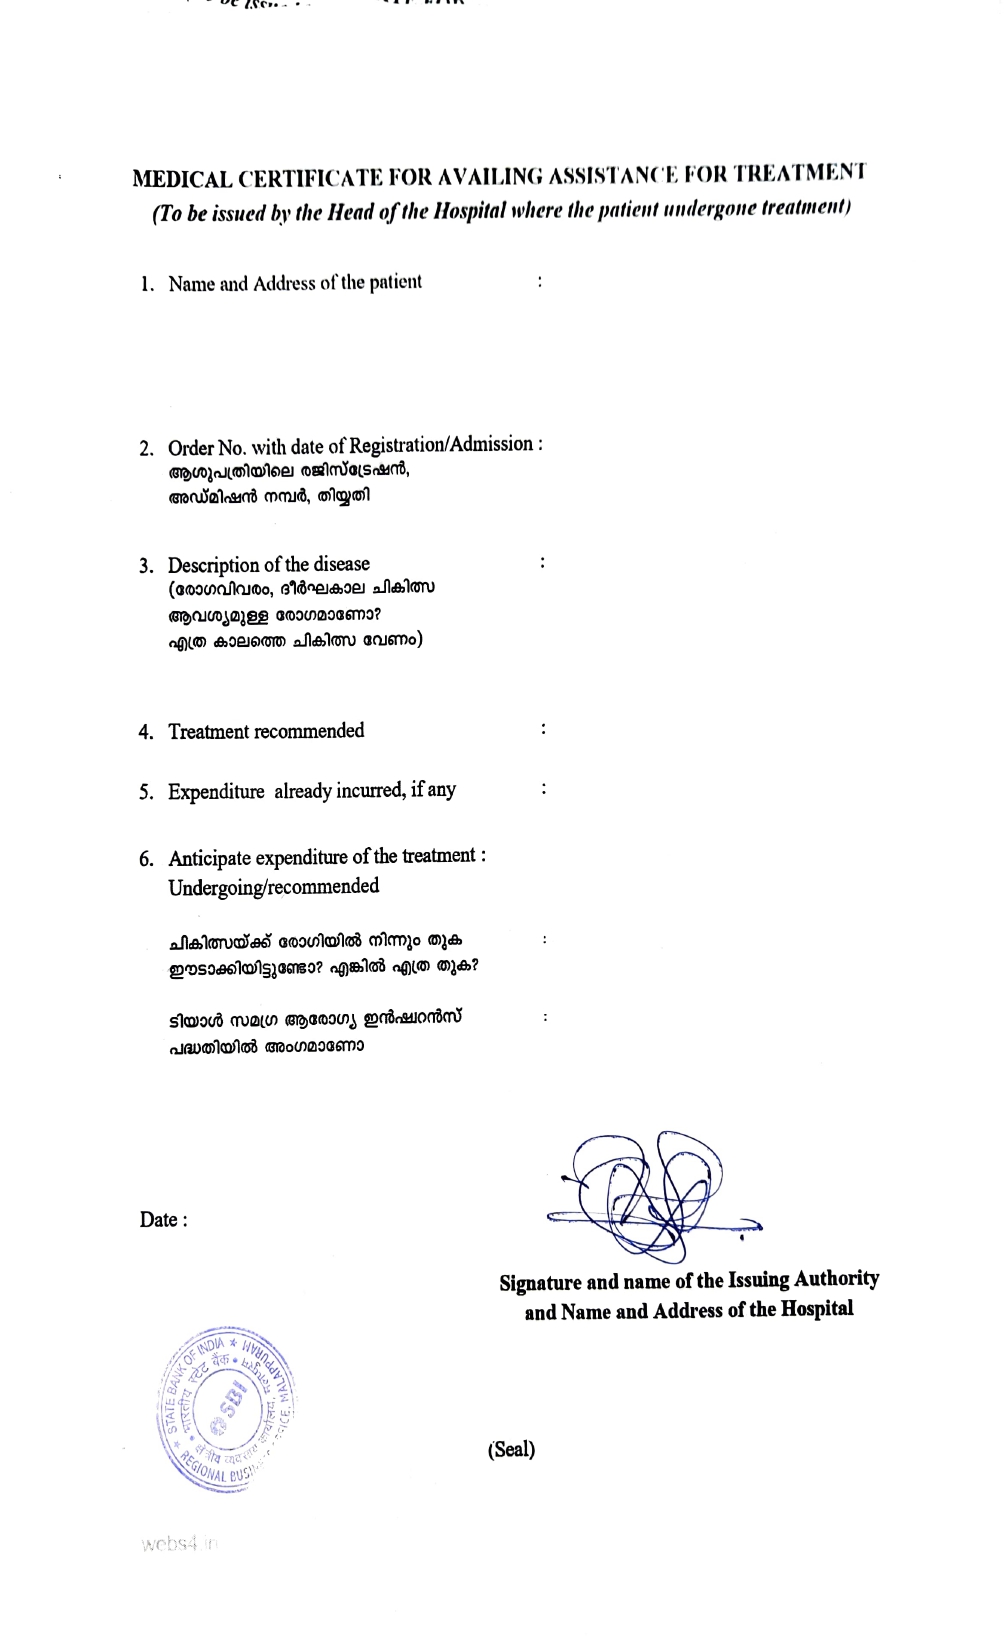 MEDICAL CERTIFICATE FOR AVAILING ASSISTANCE FOR TREATMENT
(To be issued by the Head of the Hospital where the patient undergone treatment)
1. Name and Address of the patient :
2. Order No. with date of Registration/Admission :
ആശുപത്രിയിലെ രജിസ്ട്രേഷൻ,
അഡ്മിഷൻ നമ്പർ, തിയ്യതി
3. Description of the disease :
(രോഗവിവരം, ദീർഘകാല ചികിത്സ
ആവശ്യമുള്ള രോഗമാണോ?
എത്ര കാലത്തെ ചികിത്സ വേണം)
4. Treatment recommended :
5. Expenditure already incurred, if any :
6. Anticipate expenditure of the treatment :
Undergoing/recommended
ചികിത്സയ്ക്ക് രോഗിയിൽ നിന്നും തുക :
ഈടാക്കിയിട്ടുണ്ടോ? എങ്കിൽ എത്ര തുക?
ടിയാൾ സമഗ്ര ആരോഗ്യ ഇൻഷ്വറൻസ് :
പദ്ധതിയിൽ അംഗമാണോ
Date :
Signature and name of the Issuing Authority
and Name and Address of the Hospital
★ STATE BANK OF INDIA ★
भारतीय स्टेट बैंक • मलप्पुरम
SBI
क्षेत्रीय व्यवसाय कार्यालय,
REGIONAL MALAPPURAM
(Seal)
webs4.in